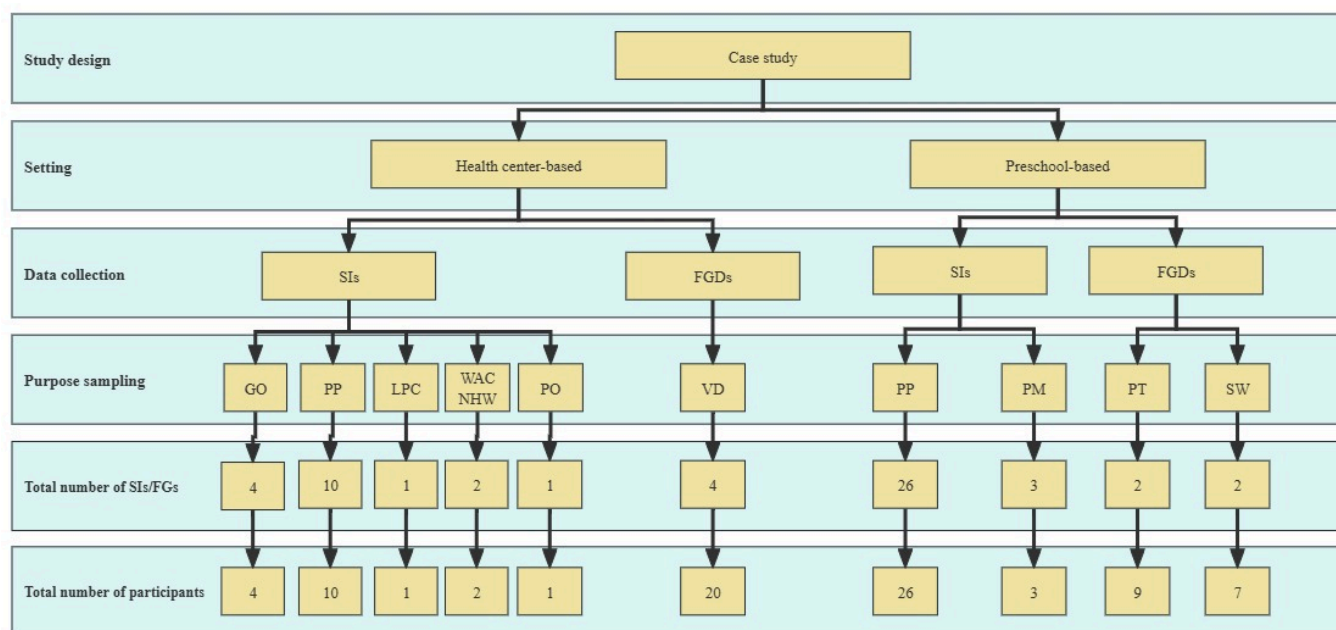 Study design
Case study
Setting
Health center-based
Preschool-based
Data collection
SIs
FGDs
SIs
FGDs
Purpose sampling
GO
PP
LPC
WAC
NHW
PO
VD
PP
PM
PT
SW
Total number of SIs/FGs
4
10
1
2
1
4
26
3
2
2
Total number of participants
4
10
1
2
1
20
26
3
9
7